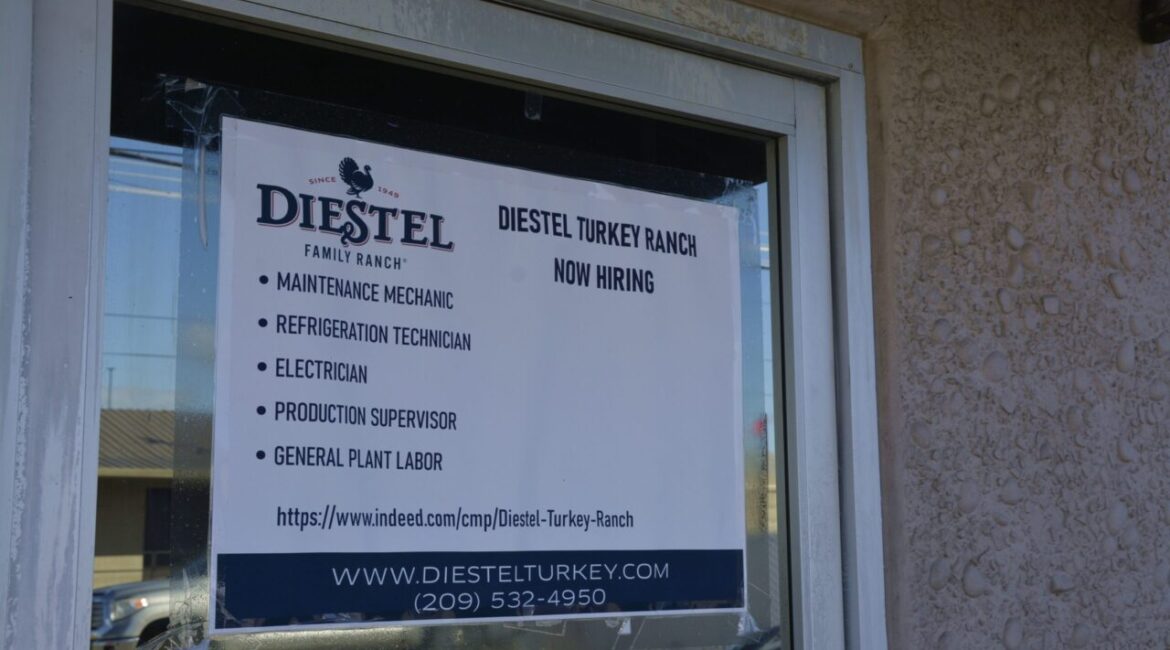 SINCE 1949
DIESTEL
FAMILY RANCH®
DIESTEL TURKEY RANCH
NOW HIRING
• MAINTENANCE MECHANIC
• REFRIGERATION TECHNICIAN
• ELECTRICIAN
• PRODUCTION SUPERVISOR
• GENERAL PLANT LABOR
https://www.indeed.com/cmp/Diestel-Turkey-Ranch
WWW.DIESTELTURKEY.COM
(209) 532-4950